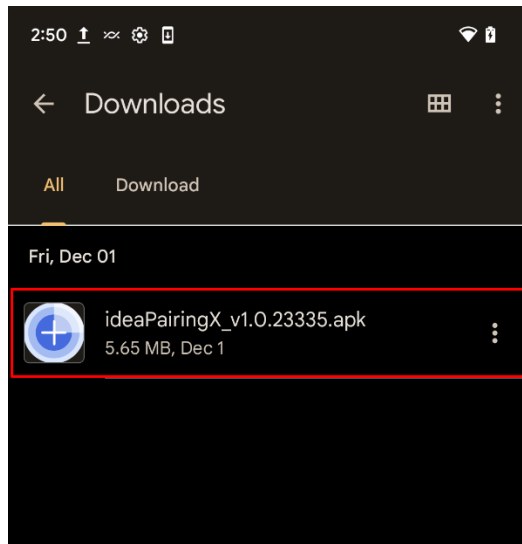 2:50
Downloads
All Download
Fri, Dec 01
ideaPairingX_v1.0.23335.apk
5.65 MB, Dec 1